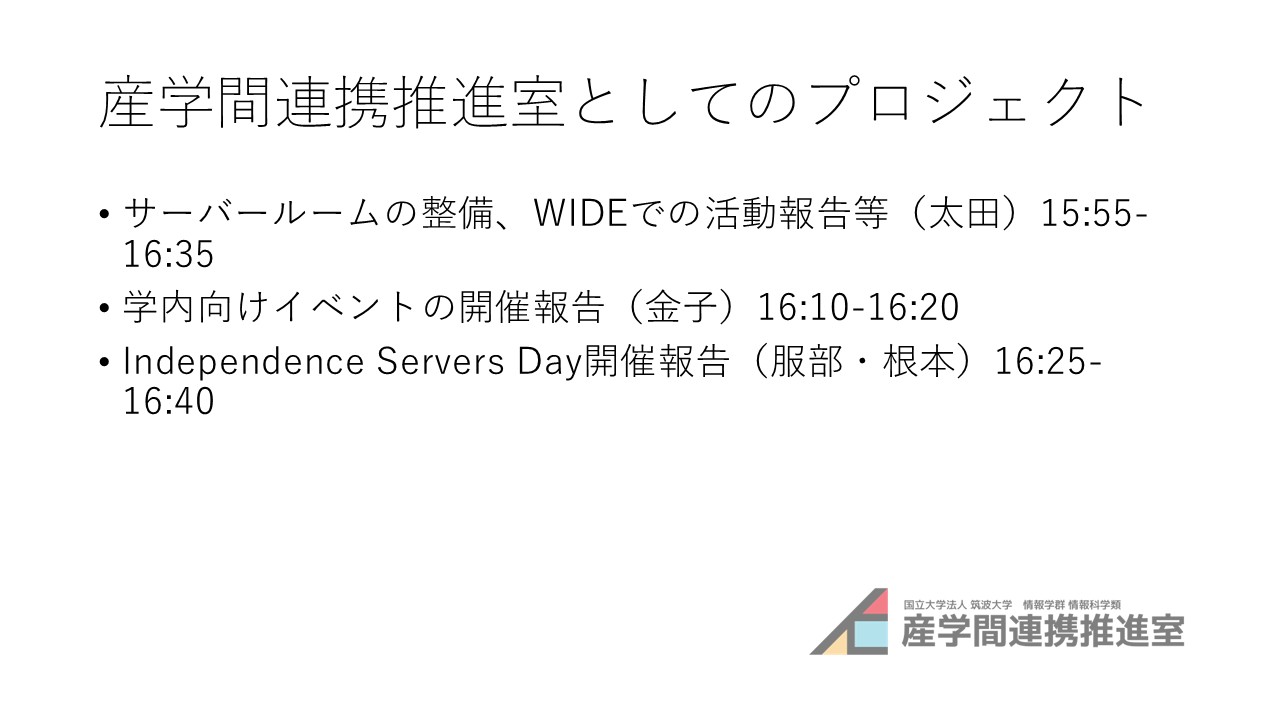 産学間連携推進室としてのプロジェクト
• サーバールームの整備、WIDEでの活動報告等（太田）15:55-
16:35
• 学内向けイベントの開催報告（金子）16:10-16:20
• Independence Servers Day開催報告（服部・根本）16:25-
16:40
国立大学法人 筑波大学　情報学群 情報科学類
産学間連携推進室